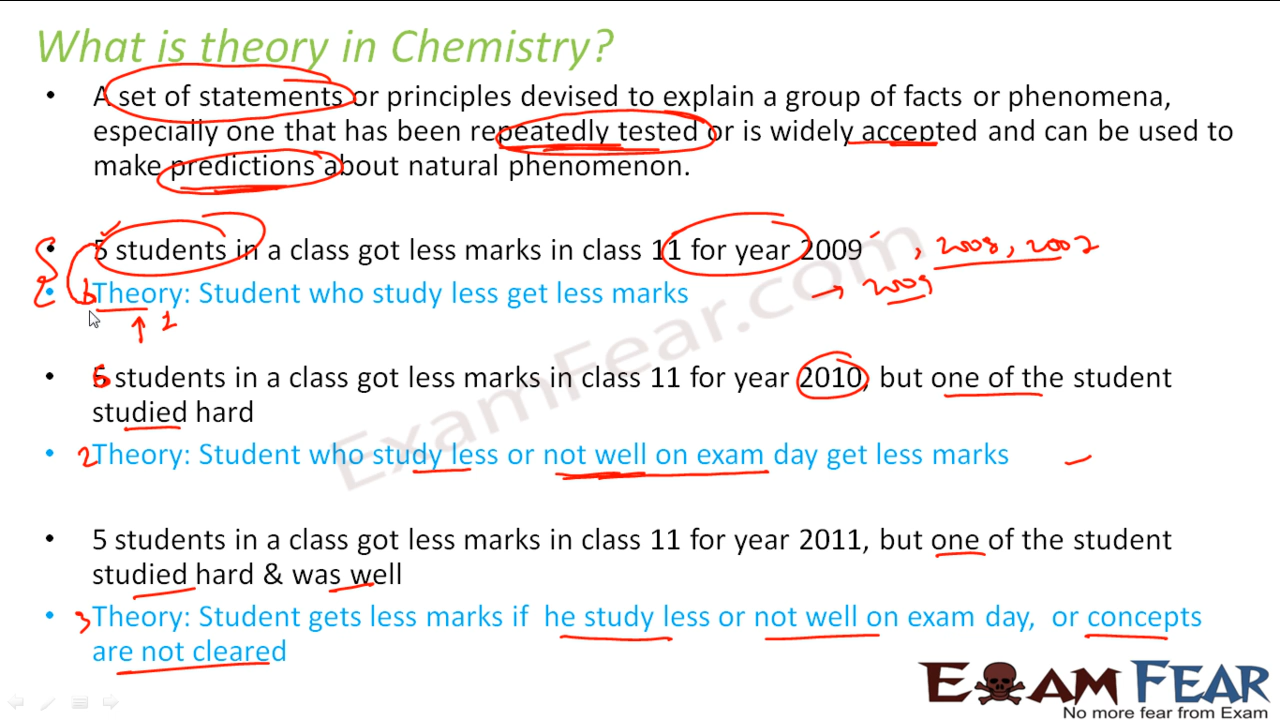 What is theory in Chemistry?
• A set of statements or principles devised to explain a group of facts or phenomena,
especially one that has been repeatedly tested or is widely accepted and can be used to
make predictions about natural phenomenon.
• 5 students in a class got less marks in class 11 for year 2009 , 2008, 2007
• Theory: Student who study less get less marks → 2009
↑ 1
• 6 students in a class got less marks in class 11 for year 2010, but one of the student
studied hard
• 2 Theory: Student who study less or not well on exam day get less marks
• 5 students in a class got less marks in class 11 for year 2011, but one of the student
studied hard & was well
• 3 Theory: Student gets less marks if he study less or not well on exam day, or concepts
are not cleared
ExamFear.com
EXAM FEAR
No more fear from Exam